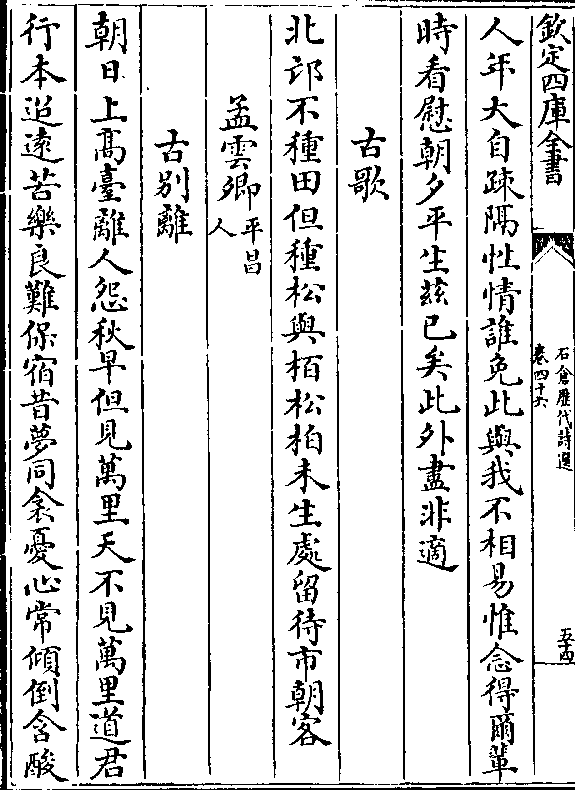 欽定四庫全書
石倉歷代詩選
卷四十六
五十四
人年大自疎隔性情誰免此與我不相易惟念得爾輩
時看慰朝夕平生兹已矣此外盡非適
古歌
北邙不種田但種松與栢松柏未生處留待市朝客
孟雲卿平昌人
古别離
朝日上髙臺離人怨秋早但見萬里天不見萬里道君
行本迢遠苦樂良難保宿昔夢同衾憂心常傾倒含酸